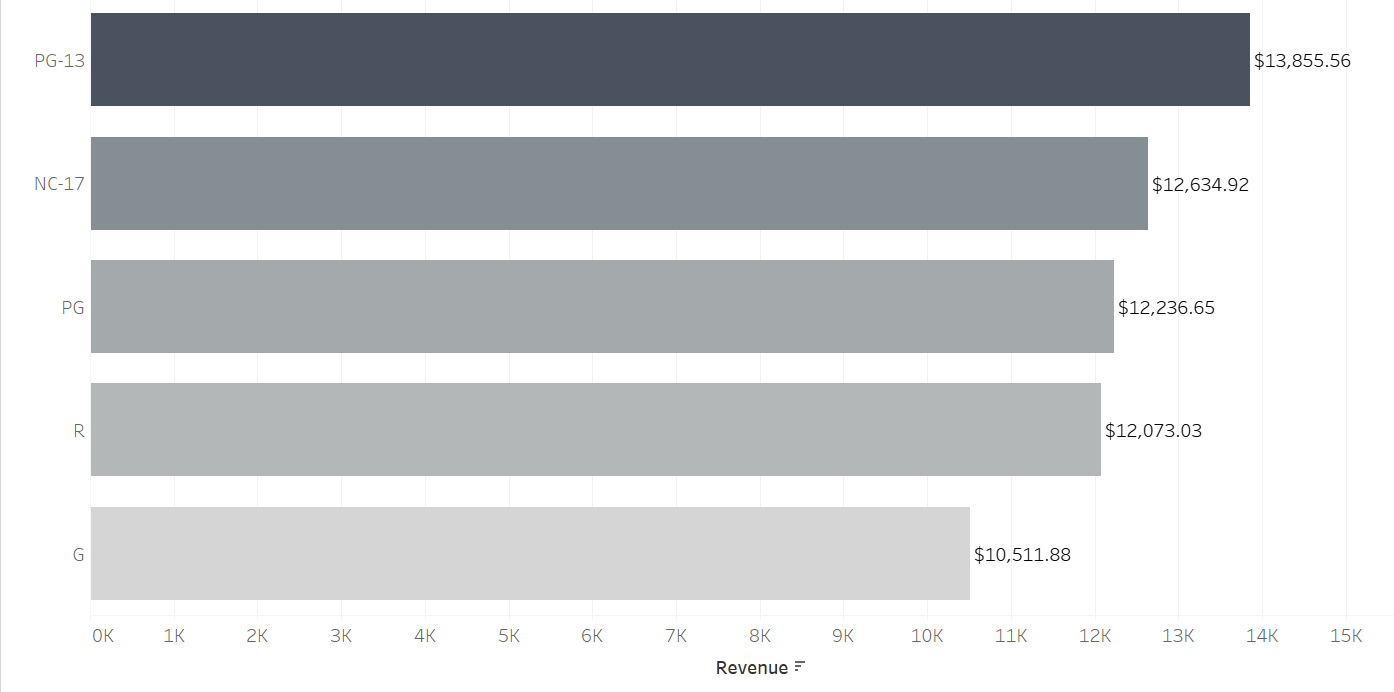 PG-13 $13,855.56
NC-17 $12,634.92
PG $12,236.65
R $12,073.03
G $10,511.88
0K 1K 2K 3K 4K 5K 6K 7K 8K 9K 10K 11K 12K 13K 14K 15K
Revenue